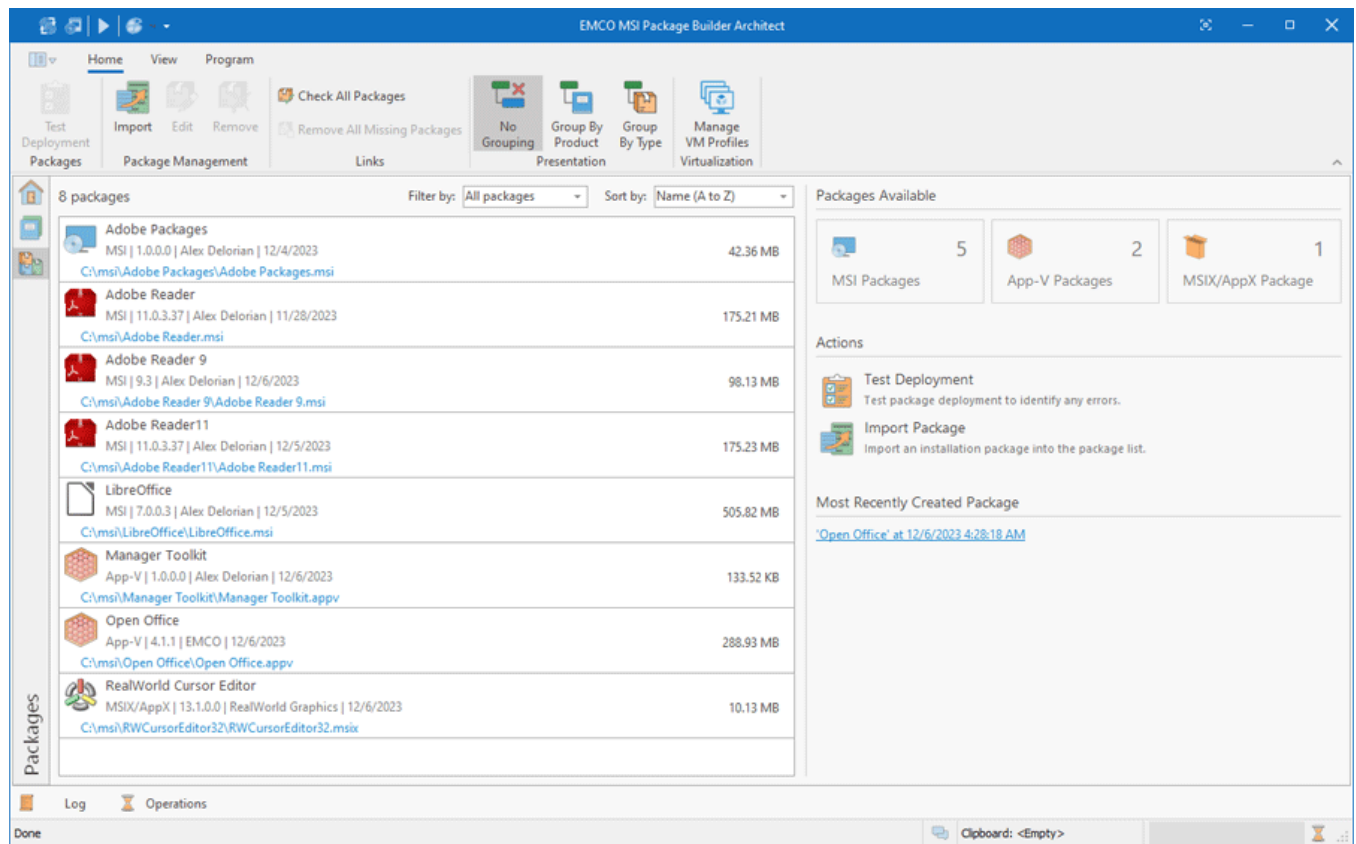 EMCO MSI Package Builder Architect
Home View Program
Test Deployment
Import
Edit
Remove
Check All Packages
Remove All Missing Packages
No Grouping
Group By Product
Group By Type
Manage VM Profiles
Packages
Package Management
Links
Presentation
Virtualization
8 packages
Filter by: All packages
Sort by: Name (A to Z)
Adobe Packages
MSI | 1.0.0.0 | Alex Delorian | 12/4/2023
42.36 MB
C:\msi\Adobe Packages\Adobe Packages.msi
Adobe Reader
MSI | 11.0.3.37 | Alex Delorian | 11/28/2023
175.21 MB
C:\msi\Adobe Reader.msi
Adobe Reader 9
MSI | 9.3 | Alex Delorian | 12/6/2023
98.13 MB
C:\msi\Adobe Reader 9\Adobe Reader 9.msi
Adobe Reader11
MSI | 11.0.3.37 | Alex Delorian | 12/5/2023
175.23 MB
C:\msi\Adobe Reader11\Adobe Reader11.msi
LibreOffice
MSI | 7.0.0.3 | Alex Delorian | 12/5/2023
505.82 MB
C:\msi\LibreOffice\LibreOffice.msi
Manager Toolkit
App-V | 1.0.0.0 | Alex Delorian | 12/6/2023
133.52 KB
C:\msi\Manager Toolkit\Manager Toolkit.appv
Open Office
App-V | 4.1.1 | EMCO | 12/6/2023
288.93 MB
C:\msi\Open Office\Open Office.appv
RealWorld Cursor Editor
MSIX/AppX | 13.1.0.0 | RealWorld Graphics | 12/6/2023
10.13 MB
C:\msi\RWCursorEditor32\RWCursorEditor32.msix
Packages
Packages Available
5
MSI Packages
2
App-V Packages
1
MSIX/AppX Package
Actions
Test Deployment
Test package deployment to identify any errors.
Import Package
Import an installation package into the package list.
Most Recently Created Package
'Open Office' at 12/6/2023 4:28:18 AM
Log
Operations
Done
Clipboard: <Empty>